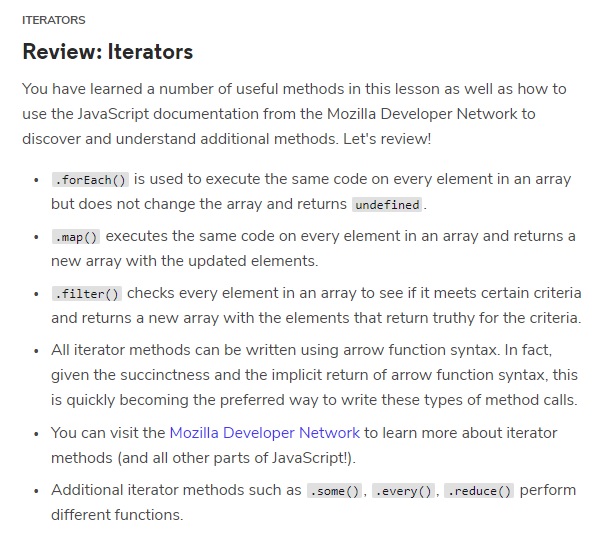 ITERATORS
Review: Iterators
You have learned a number of useful methods in this lesson as well as how to
use the JavaScript documentation from the Mozilla Developer Network to
discover and understand additional methods. Let's review!
• .forEach() is used to execute the same code on every element in an array
but does not change the array and returns undefined.
• .map() executes the same code on every element in an array and returns a
new array with the updated elements.
• .filter() checks every element in an array to see if it meets certain criteria
and returns a new array with the elements that return truthy for the criteria.
• All iterator methods can be written using arrow function syntax. In fact,
given the succinctness and the implicit return of arrow function syntax, this
is quickly becoming the preferred way to write these types of method calls.
• You can visit the Mozilla Developer Network to learn more about iterator
methods (and all other parts of JavaScript!).
• Additional iterator methods such as .some(), .every(), .reduce() perform
different functions.